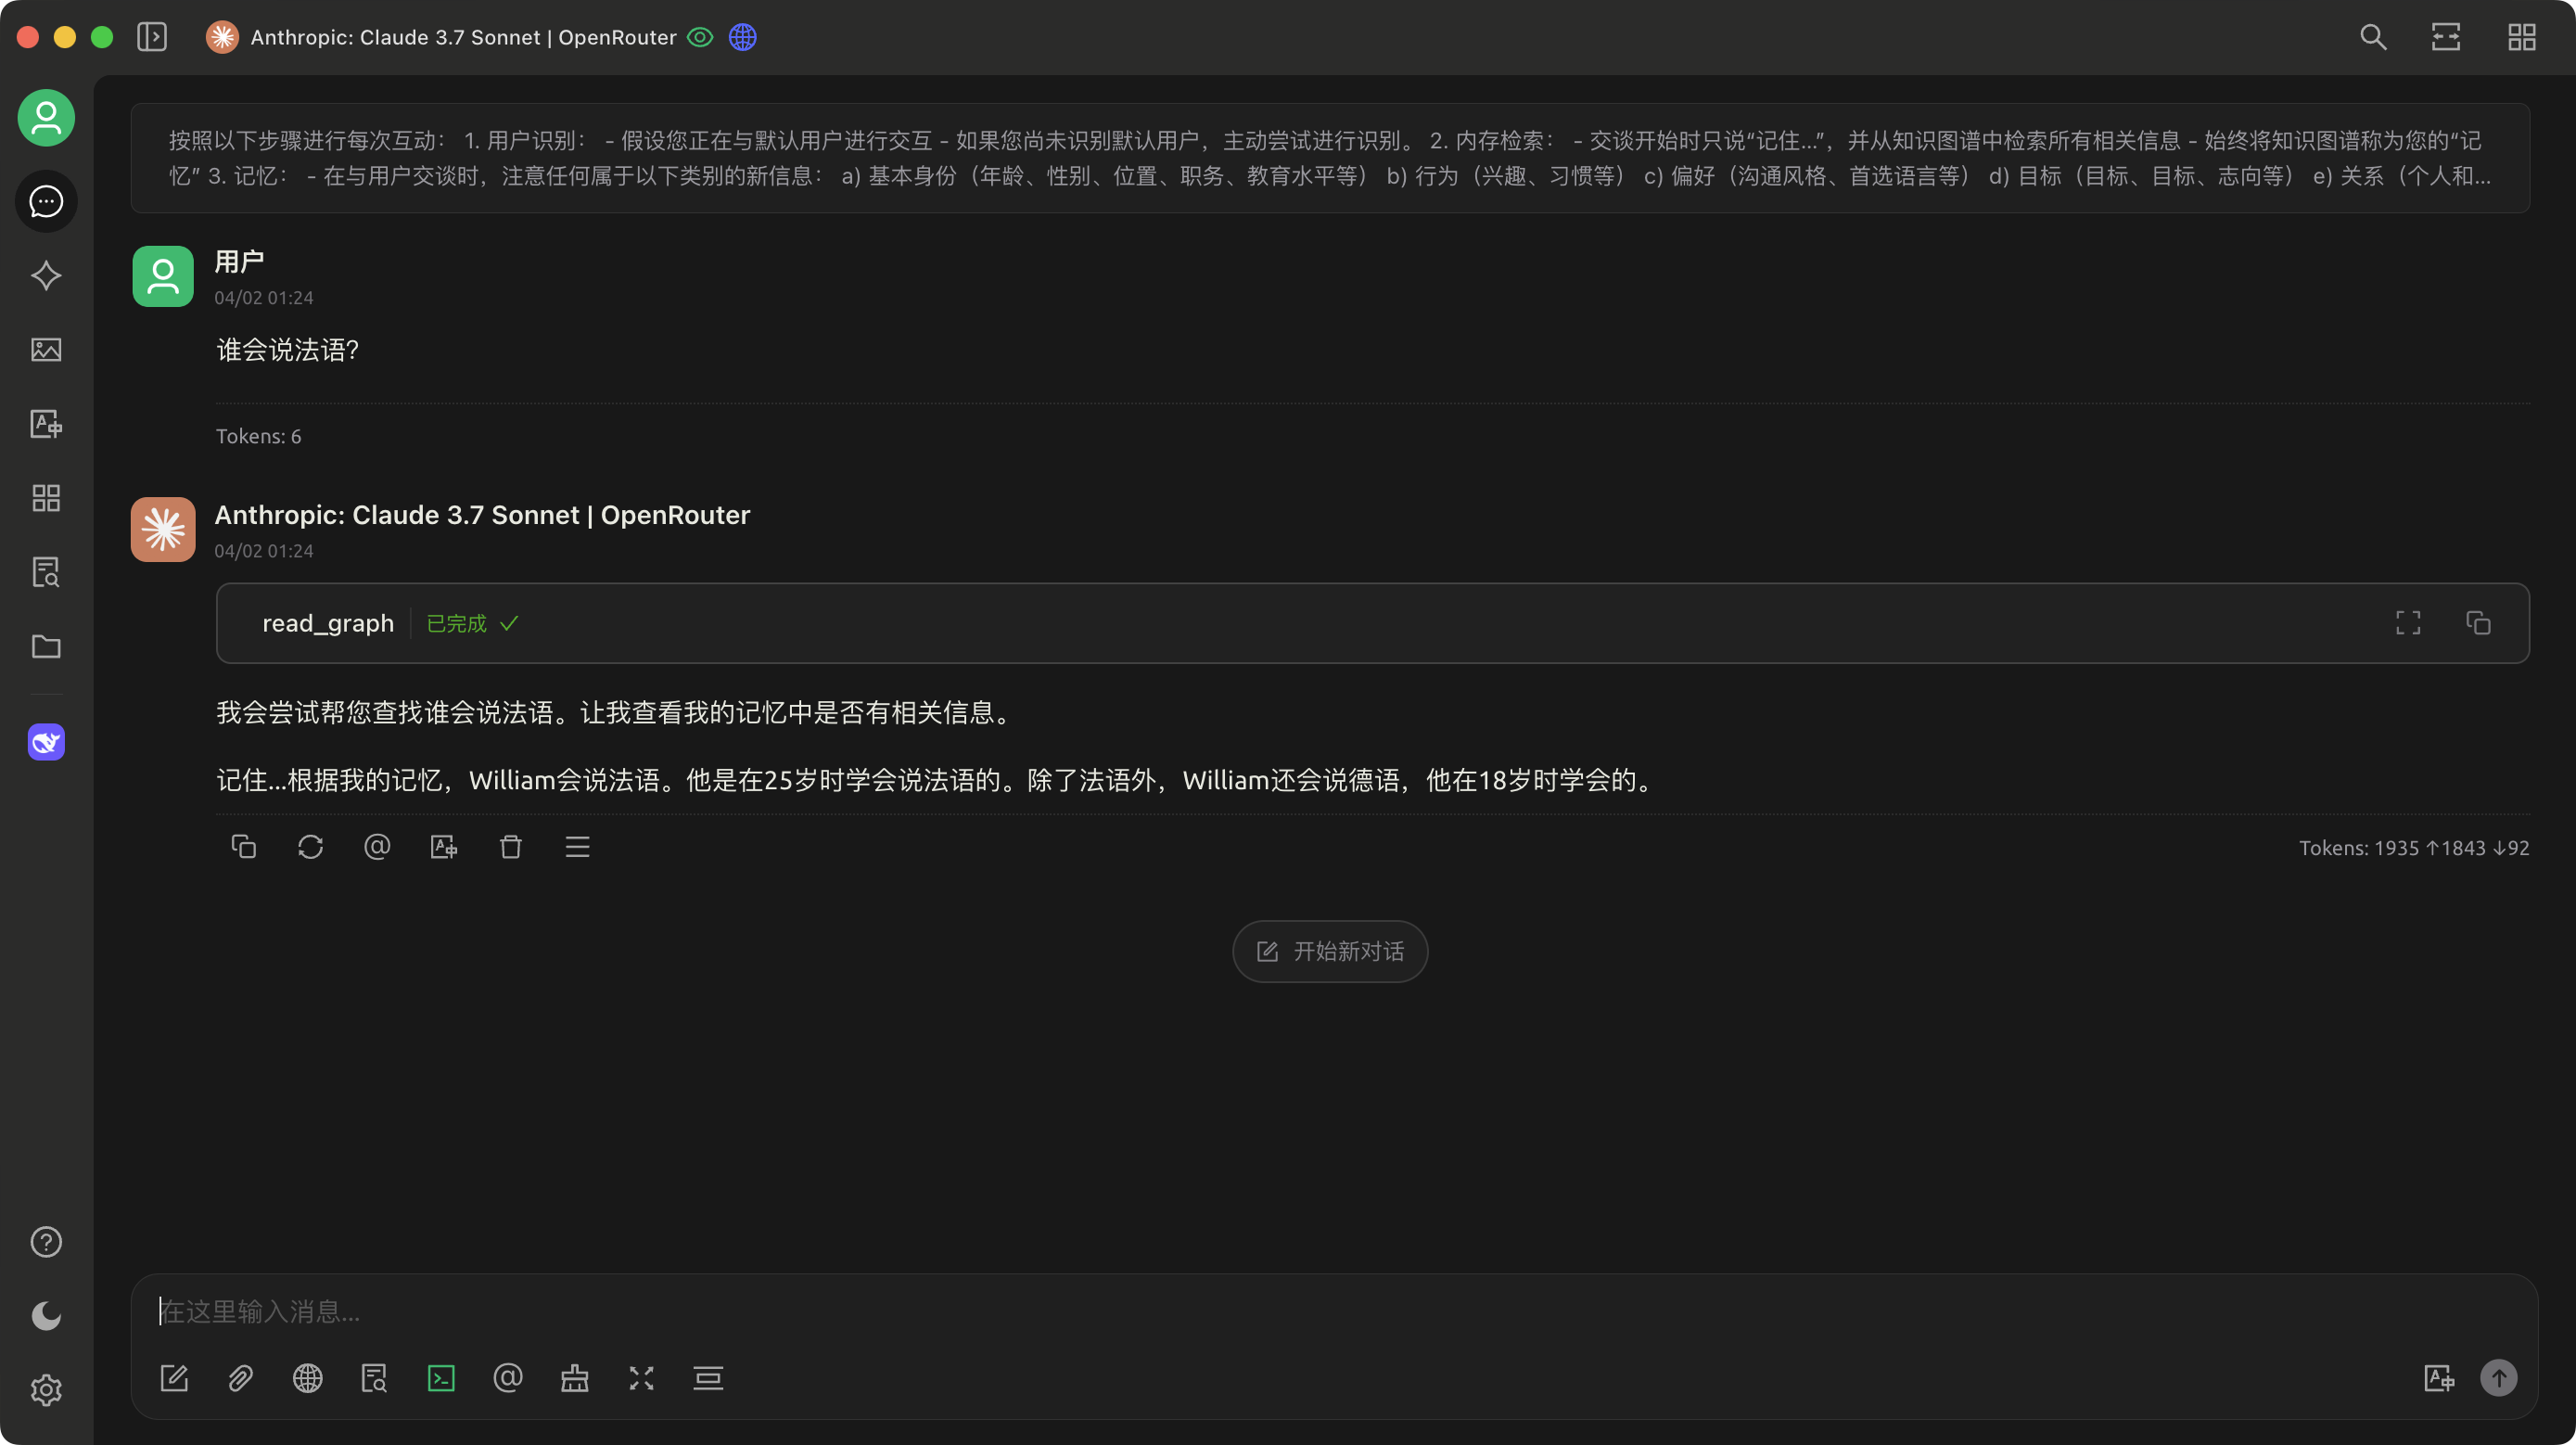 Anthropic: Claude 3.7 Sonnet | OpenRouter
按照以下步骤进行每次互动： 1. 用户识别： - 假设您正在与默认用户进行交互 - 如果您尚未识别默认用户，主动尝试进行识别。 2. 内存检索： - 交谈开始时只说“记住...”，并从知识图谱中检索所有相关信息 - 始终将知识图谱称为您的“记
忆” 3. 记忆： - 在与用户交谈时，注意任何属于以下类别的新信息： a) 基本身份（年龄、性别、位置、职务、教育水平等） b) 行为（兴趣、习惯等） c) 偏好（沟通风格、首选语言等） d) 目标（目标、目标、志向等） e) 关系（个人和...
用户
04/02 01:24
谁会说法语?
Tokens: 6
Anthropic: Claude 3.7 Sonnet | OpenRouter
04/02 01:24
read_graph 已完成
我会尝试帮您查找谁会说法语。让我查看我的记忆中是否有相关信息。
记住...根据我的记忆，William会说法语。他是在25岁时学会说法语的。除了法语外，William还会说德语，他在18岁时学会的。
Tokens: 1935 ↑1843 ↓92
开始新对话
在这里输入消息...